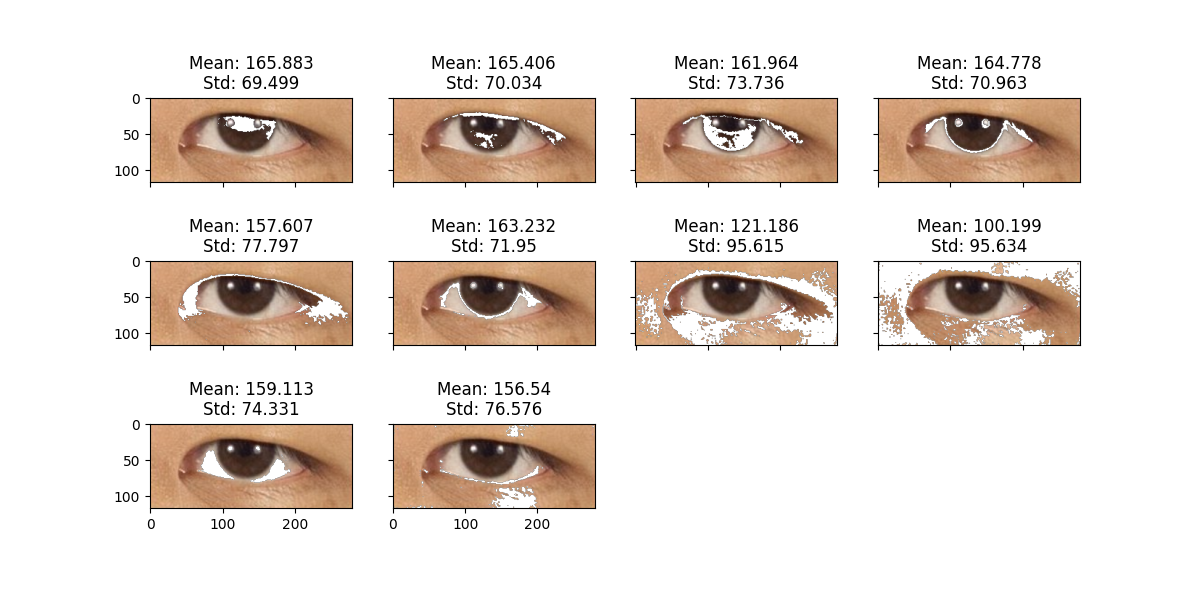 Mean: 165.883
Std: 69.499
Mean: 165.406
Std: 70.034
Mean: 161.964
Std: 73.736
Mean: 164.778
Std: 70.963
0
50
100
Mean: 157.607
Std: 77.797
Mean: 163.232
Std: 71.95
Mean: 121.186
Std: 95.615
Mean: 100.199
Std: 95.634
0
50
100
Mean: 159.113
Std: 74.331
Mean: 156.54
Std: 76.576
0
50
100
0 100 200
0 100 200